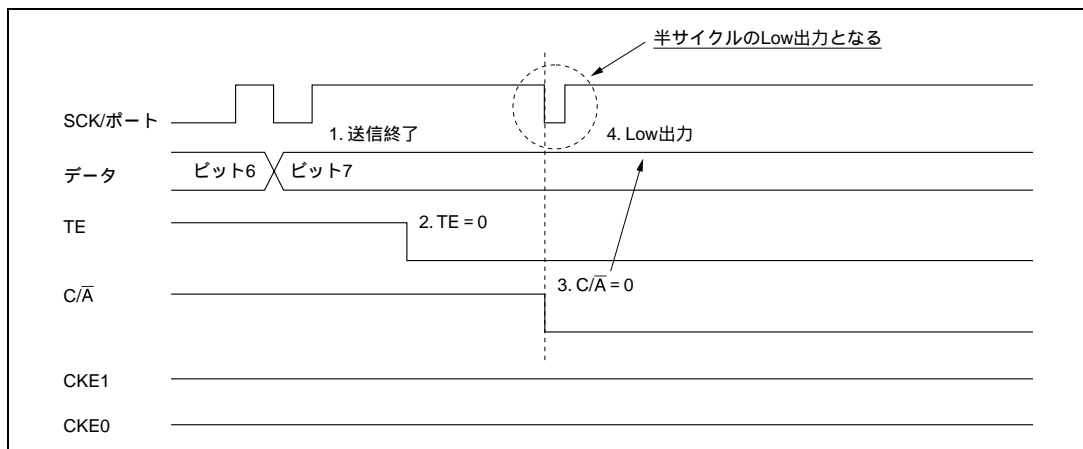 半サイクルのLow出力となる
SCK/ポート
1. 送信終了
4. Low出力
データ
ビット6
ビット7
TE
2. TE = 0
C/A̅
3. C/A̅ = 0
CKE1
CKE0